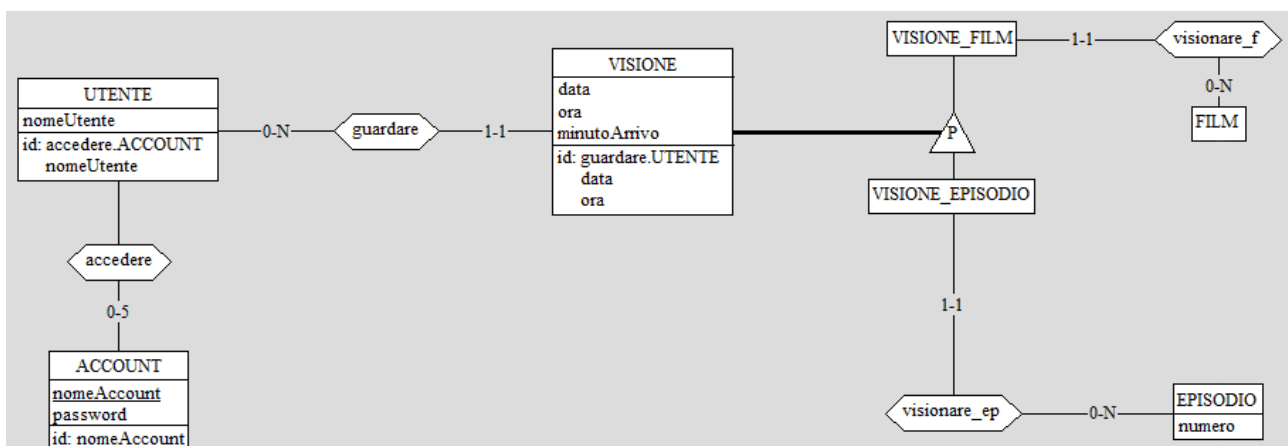 UTENTE
nomeUtente
id: accedere.ACCOUNT
nomeUtente
0-N
guardare
1-1
VISIONE
data
ora
minutoArrivo
id: guardare.UTENTE
data
ora
P
VISIONE_FILM
1-1
visionare_f
0-N
FILM
VISIONE_EPISODIO
1-1
visionare_ep
0-N
EPISODIO
numero
accedere
0-5
ACCOUNT
nomeAccount
password
id: nomeAccount